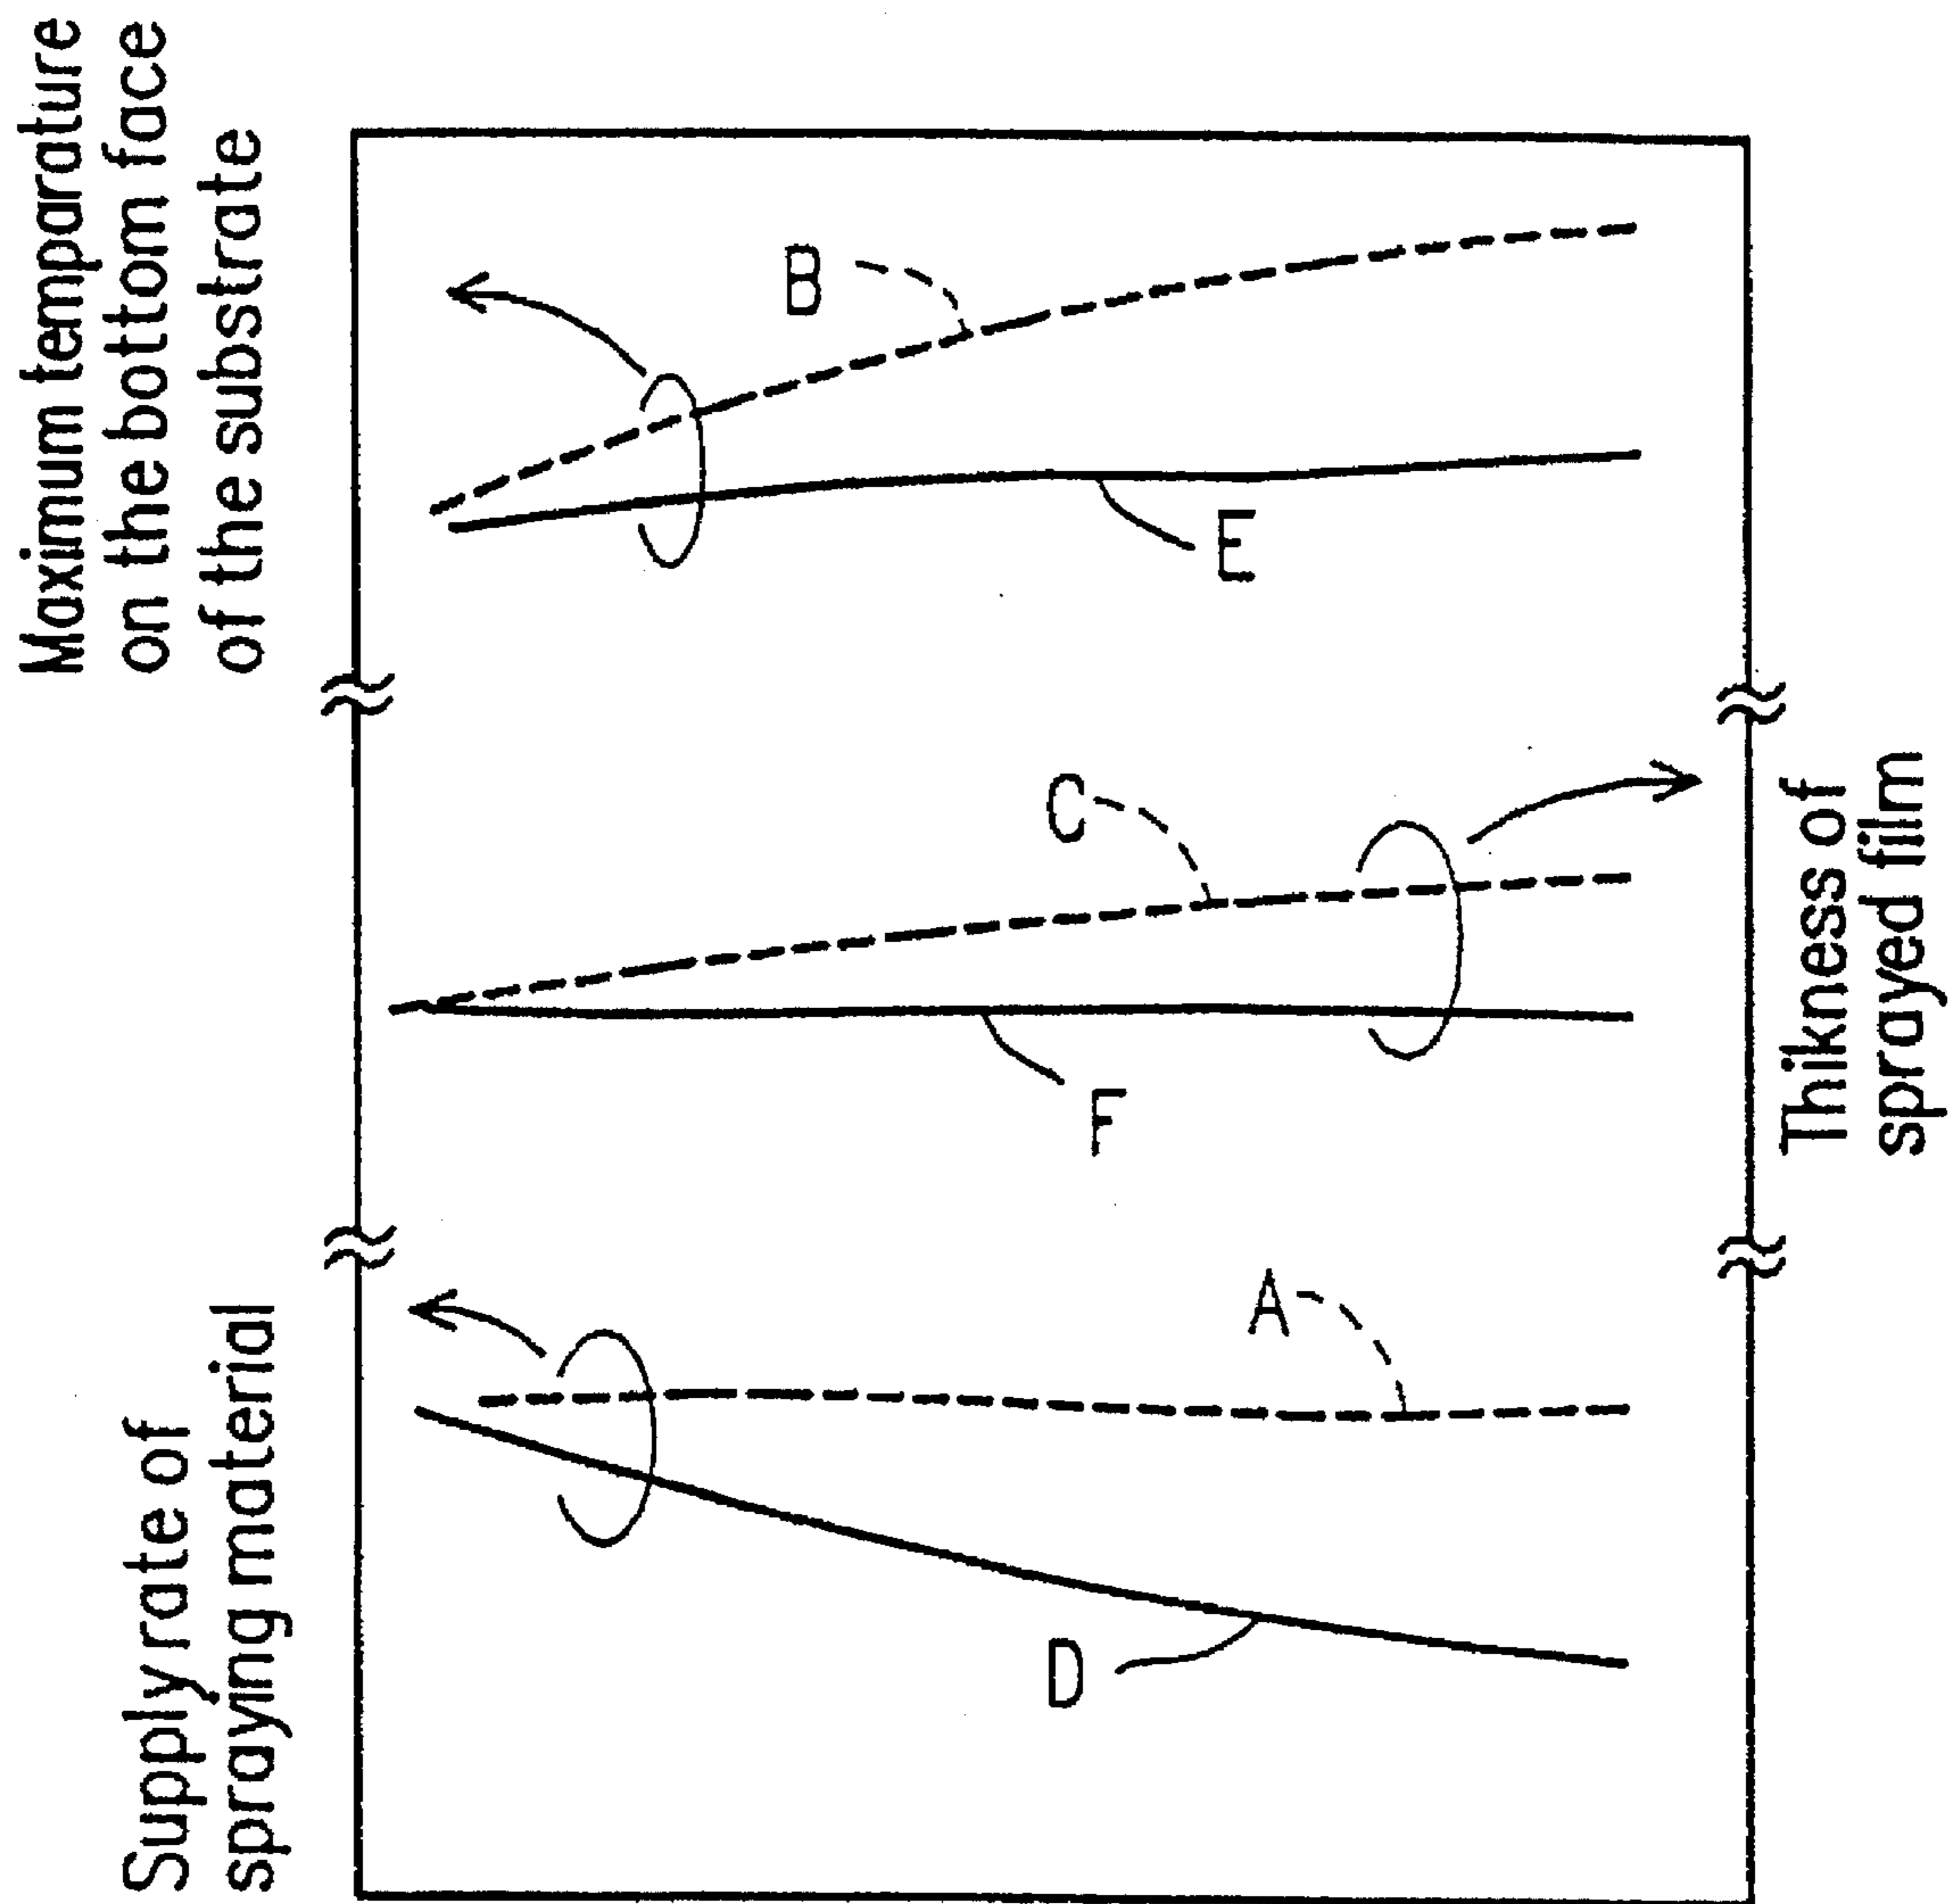 Maximum temparature
on the bottom face
of the substrate
B
E
C
F
Thikness of
sprayed film
Supply rate of
spraying material
A
D